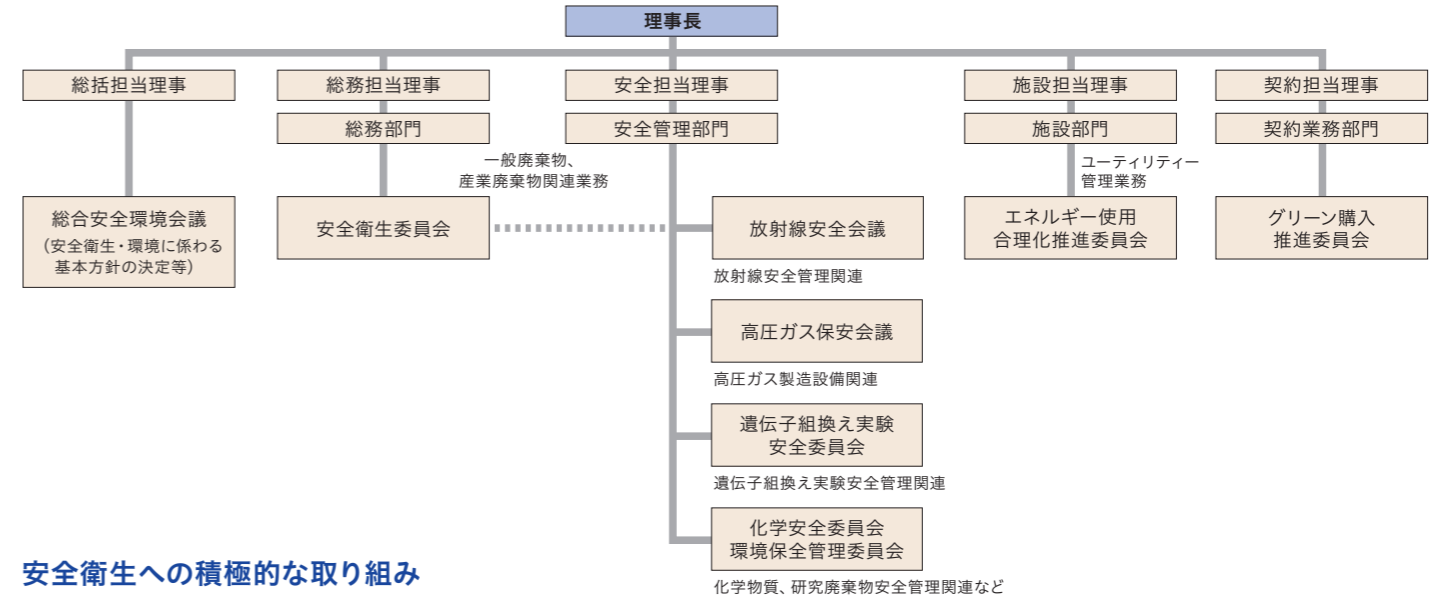 理事長
総括担当理事
総務担当理事
安全担当理事
施設担当理事
契約担当理事
総務部門
安全管理部門
施設部門
契約業務部門
一般廃棄物、
産業廃棄物関連業務
ユーティリティー
管理業務
総合安全環境会議
（安全衛生・環境に係わる
基本方針の決定等）
安全衛生委員会
放射線安全会議
放射線安全管理関連
エネルギー使用
合理化推進委員会
グリーン購入
推進委員会
高圧ガス保安会議
高圧ガス製造設備関連
遺伝子組換え実験
安全委員会
遺伝子組換え実験安全管理関連
化学安全委員会
環境保全管理委員会
化学物質、研究廃棄物安全管理関連など
安全衛生への積極的な取り組み